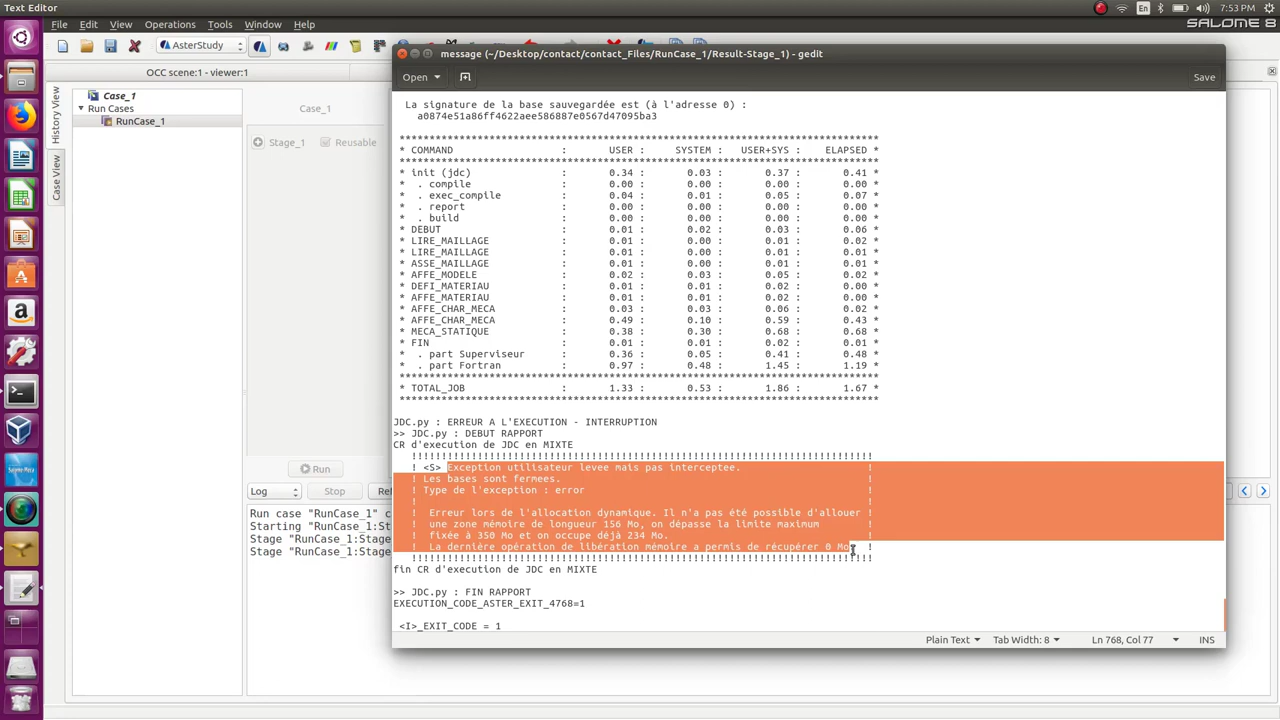 Text Editor
En
7:53 PM
File Edit View Operations Tools Window Help
SALOME 8
AsterStudy
message (~/Desktop/contact/contact_Files/RunCase_1/Result-Stage_1) - gedit
OCC scene:1 - viewer:1
Open
Save
History View
Case View
Case_1
Run Cases
RunCase_1
Case_1
Stage_1
Reusable
Run
Log
Stop
Ref
Run case "RunCase_1" c
Starting "RunCase_1:St
Stage "RunCase_1:Stage
Stage "RunCase_1:Stage
La signature de la base sauvegardée est (à l'adresse 0) :
a0874e51a86ff4622aee586887e0567d47095ba3
********************************************************************************
* COMMAND : USER : SYSTEM : USER+SYS : ELAPSED *
********************************************************************************
* init (jdc) : 0.34 : 0.03 : 0.37 : 0.41 *
* . compile : 0.00 : 0.00 : 0.00 : 0.00 *
* . exec_compile : 0.04 : 0.01 : 0.05 : 0.07 *
* . report : 0.00 : 0.00 : 0.00 : 0.00 *
* . build : 0.00 : 0.00 : 0.00 : 0.00 *
* DEBUT : 0.01 : 0.02 : 0.03 : 0.06 *
* LIRE_MAILLAGE : 0.01 : 0.00 : 0.01 : 0.02 *
* LIRE_MAILLAGE : 0.01 : 0.00 : 0.01 : 0.00 *
* ASSE_MAILLAGE : 0.01 : 0.00 : 0.01 : 0.01 *
* AFFE_MODELE : 0.02 : 0.03 : 0.05 : 0.02 *
* DEFI_MATERIAU : 0.01 : 0.01 : 0.02 : 0.00 *
* AFFE_MATERIAU : 0.01 : 0.01 : 0.02 : 0.00 *
* AFFE_CHAR_MECA : 0.03 : 0.03 : 0.06 : 0.02 *
* AFFE_CHAR_MECA : 0.49 : 0.10 : 0.59 : 0.43 *
* MECA_STATIQUE : 0.38 : 0.30 : 0.68 : 0.68 *
* FIN : 0.01 : 0.01 : 0.02 : 0.01 *
* . part Superviseur : 0.36 : 0.05 : 0.41 : 0.48 *
* . part Fortran : 0.97 : 0.48 : 1.45 : 1.19 *
********************************************************************************
* TOTAL_JOB : 1.33 : 0.53 : 1.86 : 1.67 *
********************************************************************************
JDC.py : ERREUR A L'EXECUTION - INTERRUPTION
>> JDC.py : DEBUT RAPPORT
CR d'execution de JDC en MIXTE
!!!!!!!!!!!!!!!!!!!!!!!!!!!!!!!!!!!!!!!!!!!!!!!!!!!!!!!!!!!!!!!!!!!!!!!!!!!!!
! <S> Exception utilisateur levee mais pas interceptee. !
! Les bases sont fermees. !
! Type de l'exception : error !
! !
! Erreur lors de l'allocation dynamique. Il n'a pas été possible d'allouer !
! une zone mémoire de longueur 156 Mo, on dépasse la limite maximum !
! fixée à 350 Mo et on occupe déjà 234 Mo. !
! La dernière opération de libération mémoire a permis de récupérer 0 Mo. !
!!!!!!!!!!!!!!!!!!!!!!!!!!!!!!!!!!!!!!!!!!!!!!!!!!!!!!!!!!!!!!!!!!!!!!!!!!!!!
fin CR d'execution de JDC en MIXTE
>> JDC.py : FIN RAPPORT
EXECUTION_CODE_ASTER_EXIT_4768=1
<I>_EXIT_CODE = 1
Plain Text Tab Width: 8 Ln 768, Col 77 INS